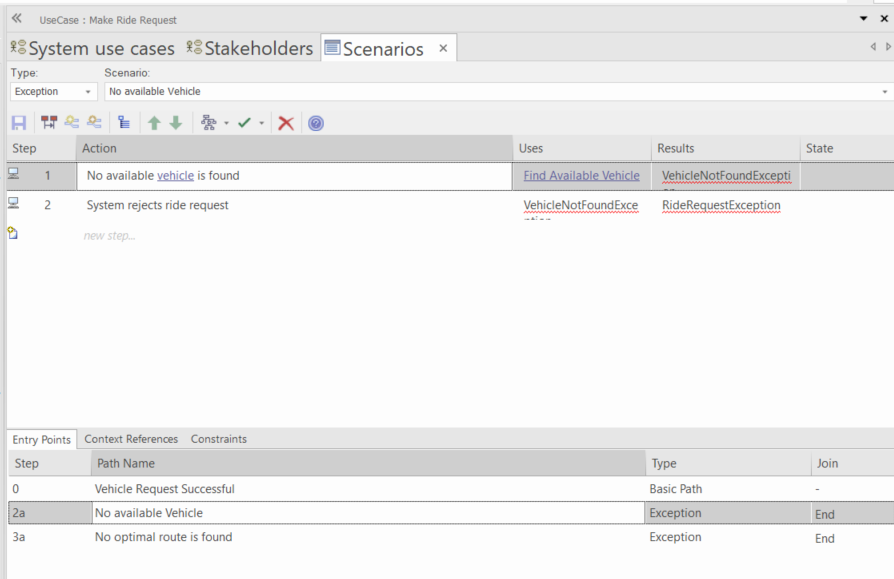 UseCase : Make Ride Request
System use cases Stakeholders Scenarios
Type: Scenario:
Exception No available Vehicle
Step Action Uses Results State
1 No available vehicle is found Find Available Vehicle VehicleNotFoundExcepti
2 System rejects ride request VehicleNotFoundExce RideRequestException
new step...
Entry Points Context References Constraints
Step Path Name Type Join
0 Vehicle Request Successful Basic Path -
2a No available Vehicle Exception End
3a No optimal route is found Exception End